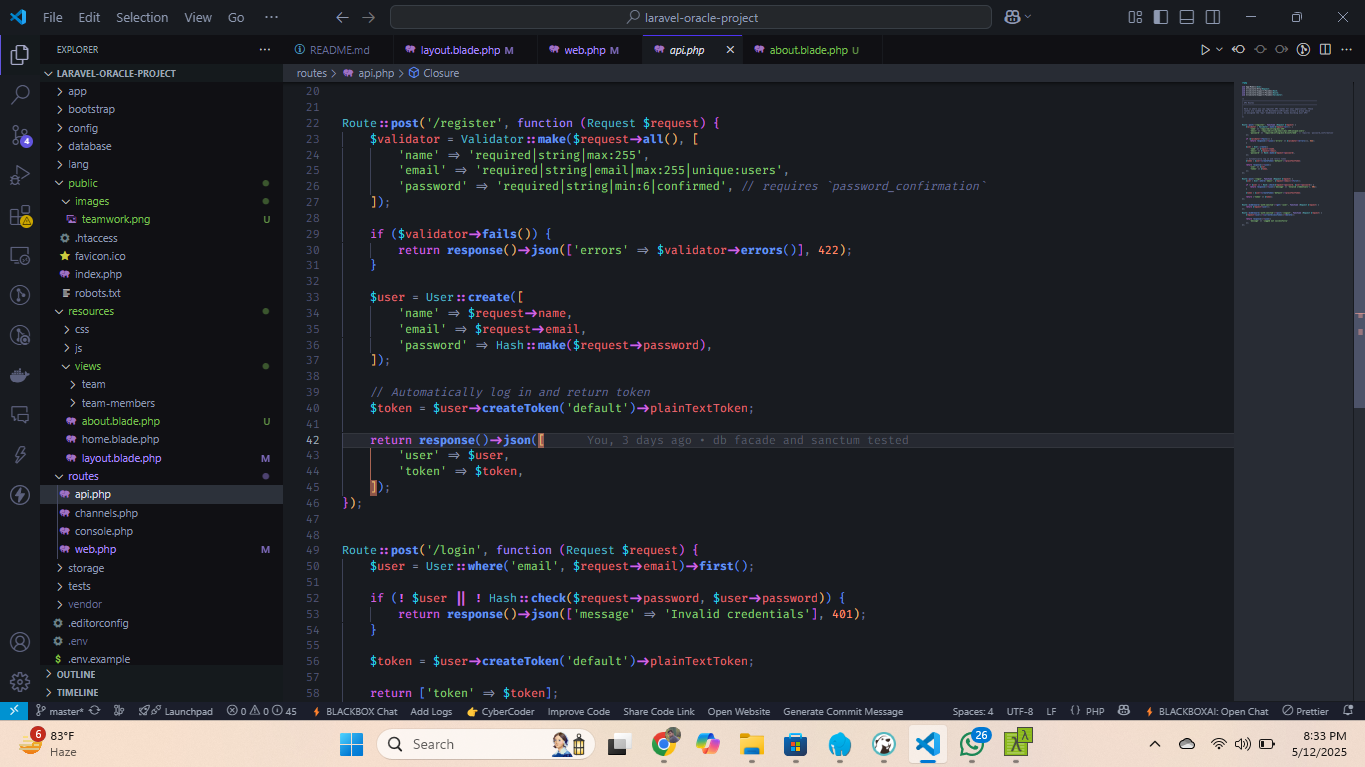 File Edit Selection View Go ··· laravel-oracle-project
EXPLORER ···
README.md layout.blade.php M web.php M api.php about.blade.php U
LARAVEL-ORACLE-PROJECT
routes > api.php > Closure
app
bootstrap
config
database
lang
public
images
teamwork.png U
.htaccess
favicon.ico
index.php
robots.txt
resources
css
js
views
team
team-members
about.blade.php U
home.blade.php
layout.blade.php M
routes
api.php
channels.php
console.php
web.php M
storage
tests
vendor
.editorconfig
.env
.env.example
OUTLINE
TIMELINE
4
20
21
22 Route::post('/register', function (Request $request) {
23 $validator = Validator::make($request->all(), [
24 'name' => 'required|string|max:255',
25 'email' => 'required|string|email|max:255|unique:users',
26 'password' => 'required|string|min:6|confirmed', // requires `password_confirmation`
27 ]);
28
29 if ($validator->fails()) {
30 return response()->json(['errors' => $validator->errors()], 422);
31 }
32
33 $user = User::create([
34 'name' => $request->name,
35 'email' => $request->email,
36 'password' => Hash::make($request->password),
37 ]);
38
39 // Automatically log in and return token
40 $token = $user->createToken('default')->plainTextToken;
41
42 return response()->json([ You, 3 days ago • db facade and sanctum tested
43 'user' => $user,
44 'token' => $token,
45 ]);
46 });
47
48
49 Route::post('/login', function (Request $request) {
50 $user = User::where('email', $request->email)->first();
51
52 if (! $user || ! Hash::check($request->password, $user->password)) {
53 return response()->json(['message' => 'Invalid credentials'], 401);
54 }
55
56 $token = $user->createToken('default')->plainTextToken;
57
58 return ['token' => $token];
master* Launchpad 0 0 45 BLACKBOX Chat Add Logs CyberCoder Improve Code Share Code Link Open Website Generate Commit Message Spaces: 4 UTF-8 LF {} PHP BLACKBOXAI: Open Chat Prettier
6 83°F
Haze
Search
26
8:33 PM
5/12/2025